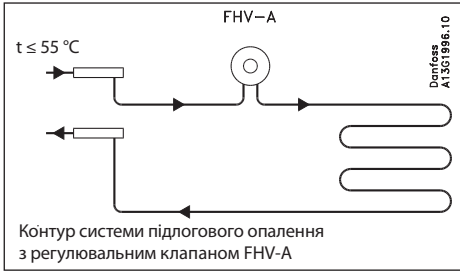 FHV–A
t ≤ 55 °C
Danfoss
A13G1996.10
Контур системи підлогового опалення
з регулювальним клапаном FHV-A